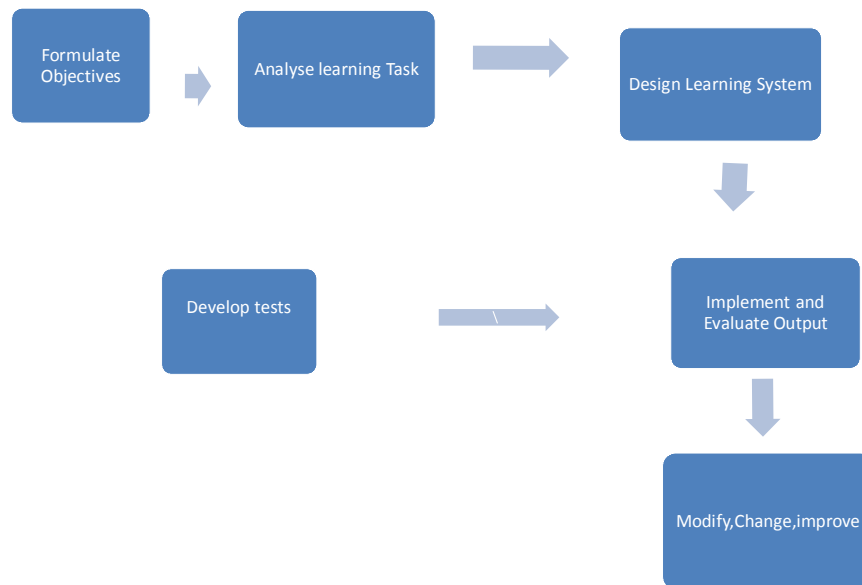 Formulate
Objectives
Analyse learning Task
Design Learning System
Develop tests
\
Implement and
Evaluate Output
Modify,Change,improve